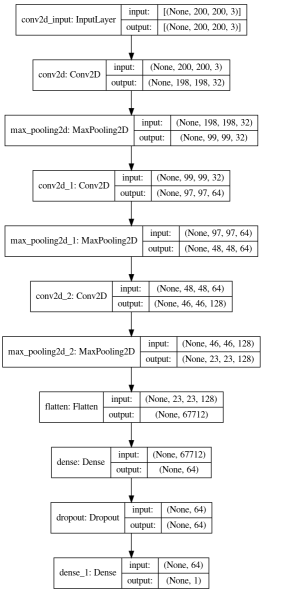 conv2d_input: InputLayer
input: [(None, 200, 200, 3)]
output: [(None, 200, 200, 3)]
conv2d: Conv2D
input: (None, 200, 200, 3)
output: (None, 198, 198, 32)
max_pooling2d: MaxPooling2D
input: (None, 198, 198, 32)
output: (None, 99, 99, 32)
conv2d_1: Conv2D
input: (None, 99, 99, 32)
output: (None, 97, 97, 64)
max_pooling2d_1: MaxPooling2D
input: (None, 97, 97, 64)
output: (None, 48, 48, 64)
conv2d_2: Conv2D
input: (None, 48, 48, 64)
output: (None, 46, 46, 128)
max_pooling2d_2: MaxPooling2D
input: (None, 46, 46, 128)
output: (None, 23, 23, 128)
flatten: Flatten
input: (None, 23, 23, 128)
output: (None, 67712)
dense: Dense
input: (None, 67712)
output: (None, 64)
dropout: Dropout
input: (None, 64)
output: (None, 64)
dense_1: Dense
input: (None, 64)
output: (None, 1)